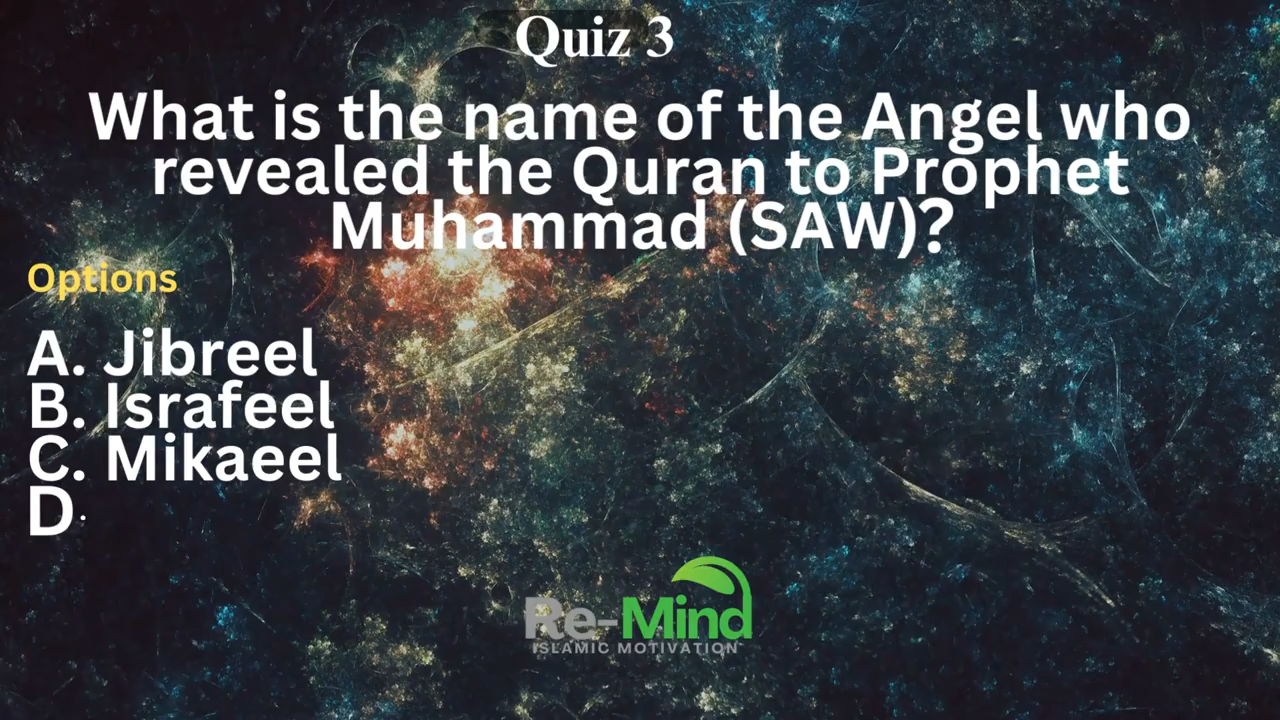 Quiz 3
What is the name of the Angel who
revealed the Quran to Prophet
Muhammad (SAW)?
Options
A. Jibreel
B. Israfeel
C. Mikaeel
D.
Re-Mind
ISLAMIC MOTIVATION